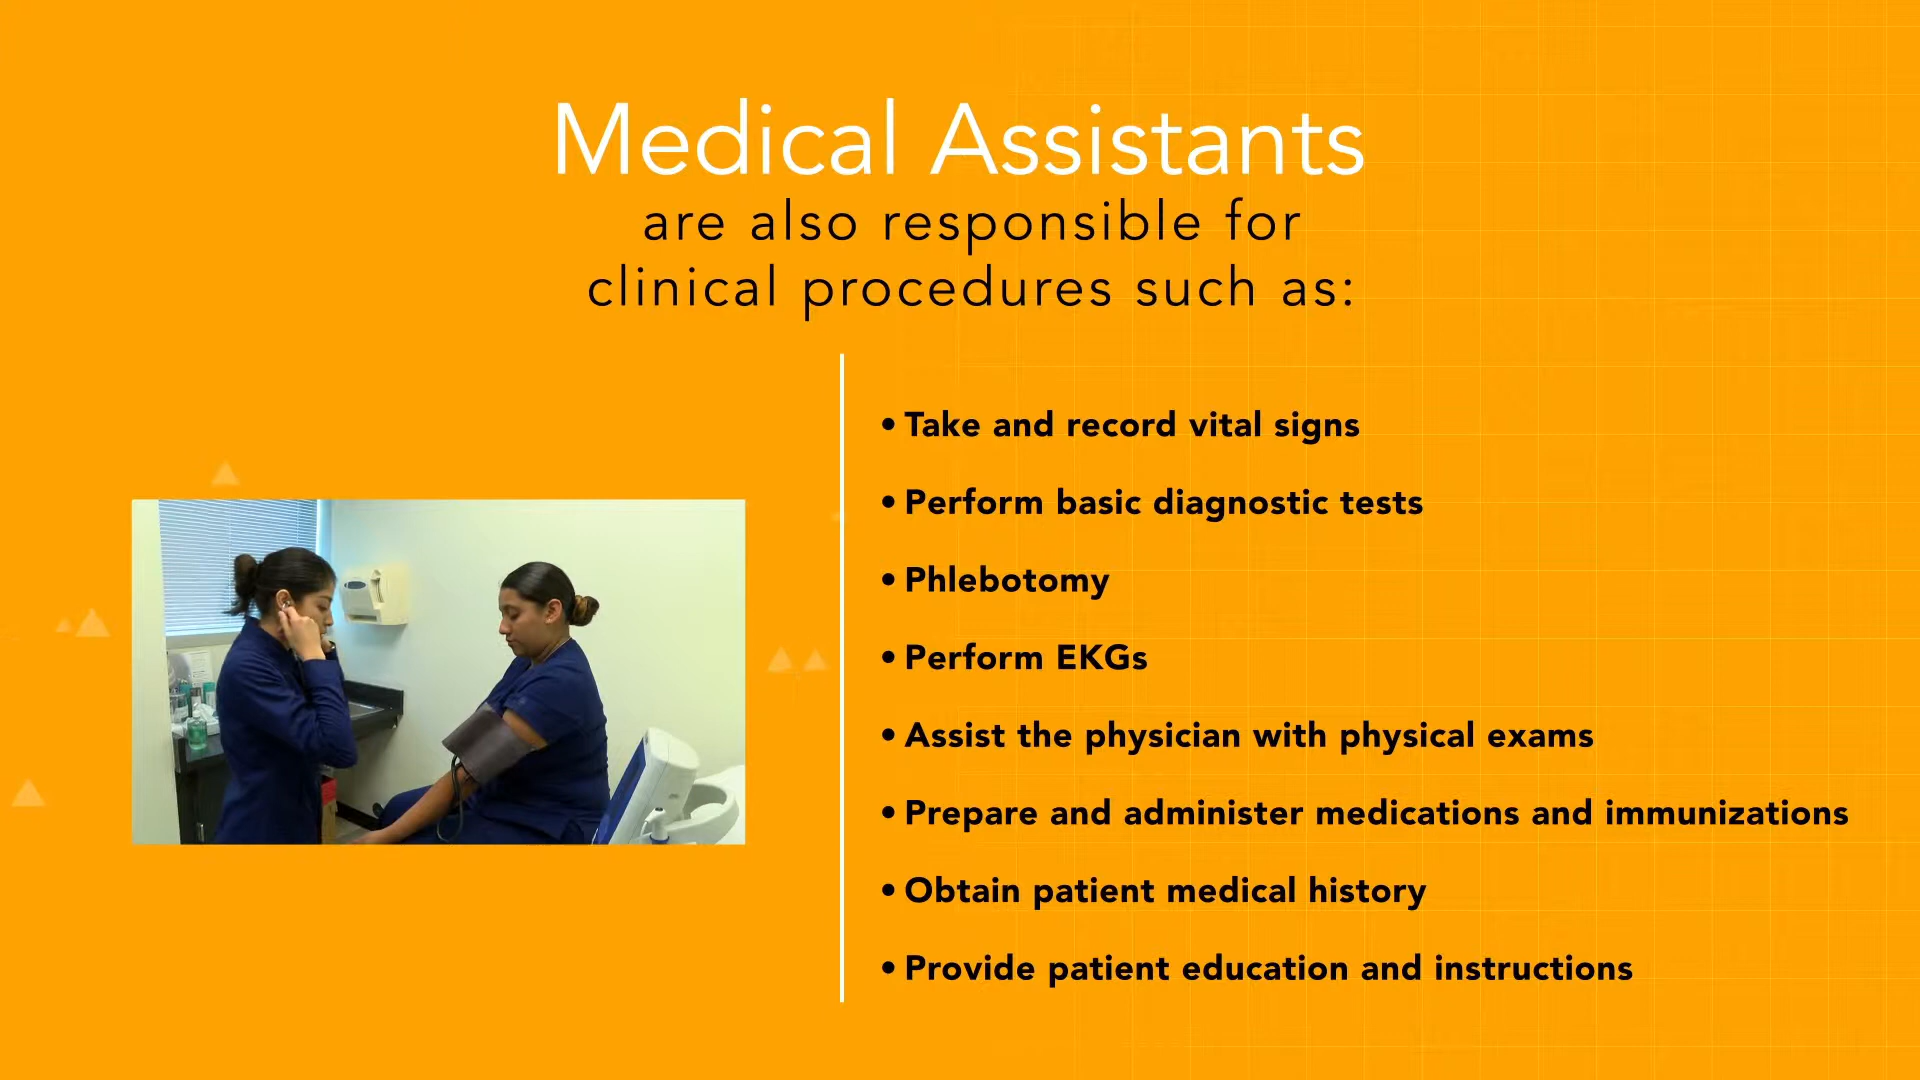 Medical Assistants
are also responsible for
clinical procedures such as:
• Take and record vital signs
• Perform basic diagnostic tests
• Phlebotomy
• Perform EKGs
• Assist the physician with physical exams
• Prepare and administer medications and immunizations
• Obtain patient medical history
• Provide patient education and instructions